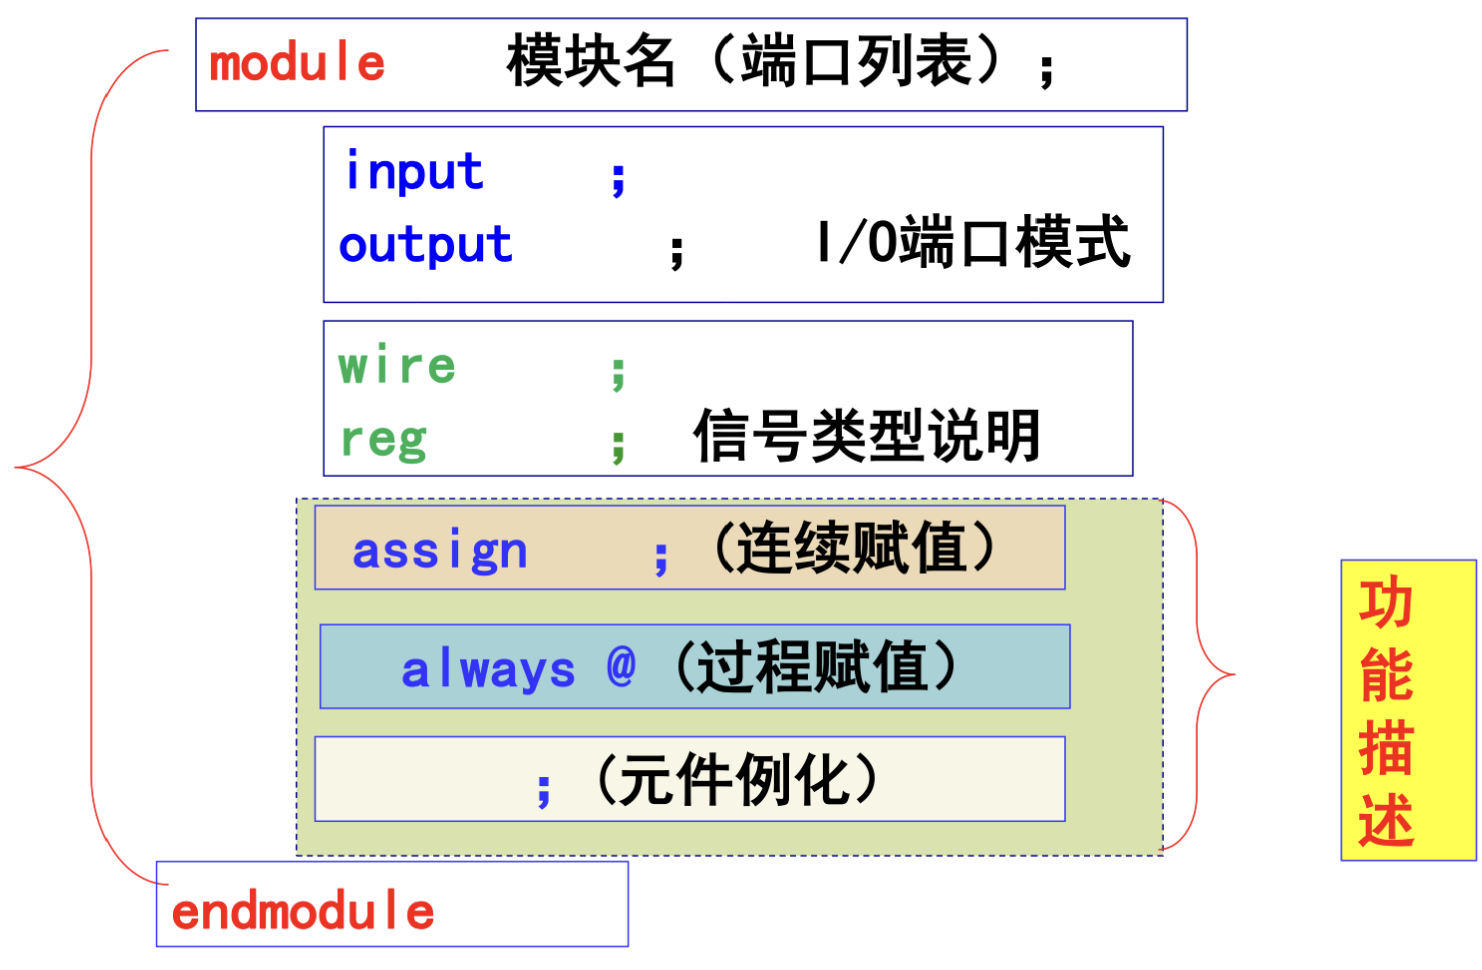 module 模块名（端口列表）;
input ;
output ; I/O端口模式
wire ;
reg ; 信号类型说明
assign ;（连续赋值）
always @（过程赋值）
;（元件例化）
endmodule
功
能
描
述